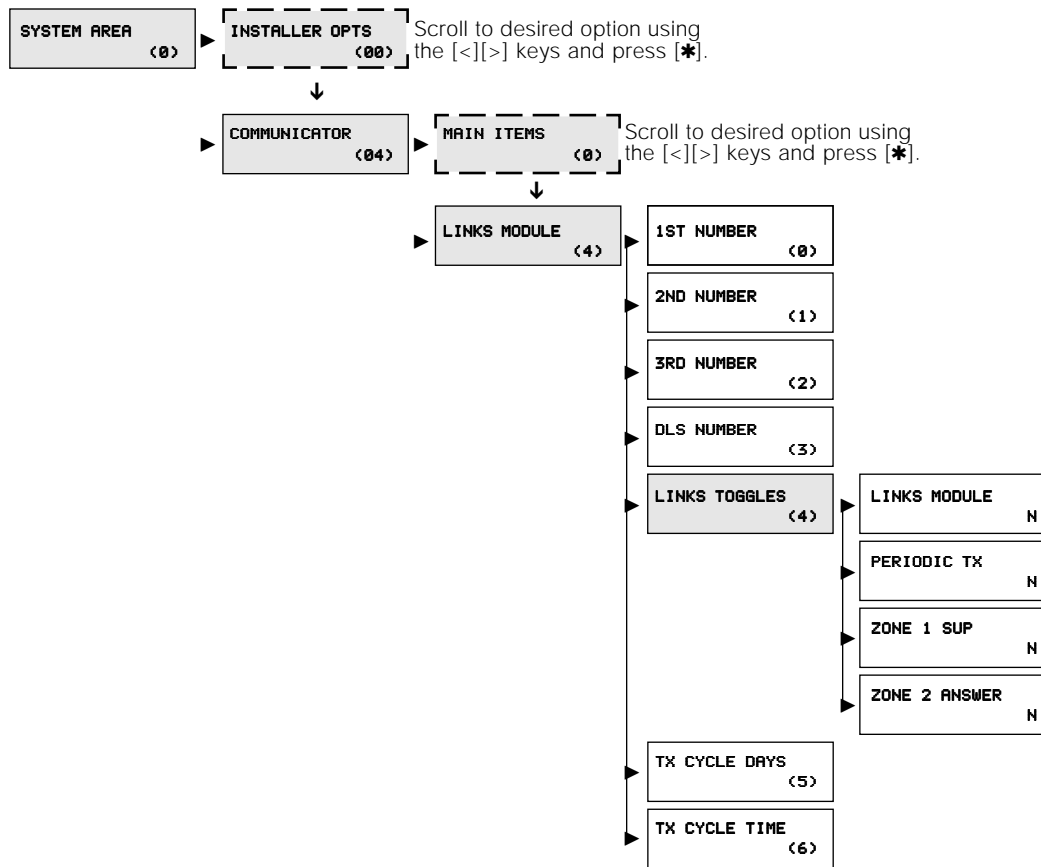 SYSTEM AREA
(0)
INSTALLER OPTS
(00)
Scroll to desired option using
the [<][>] keys and press [✱].
COMMUNICATOR
(04)
MAIN ITEMS
(0)
Scroll to desired option using
the [<][>] keys and press [✱].
LINKS MODULE
(4)
1ST NUMBER
(0)
2ND NUMBER
(1)
3RD NUMBER
(2)
DLS NUMBER
(3)
LINKS TOGGLES
(4)
LINKS MODULE
N
PERIODIC TX
N
ZONE 1 SUP
N
ZONE 2 ANSWER
N
TX CYCLE DAYS
(5)
TX CYCLE TIME
(6)